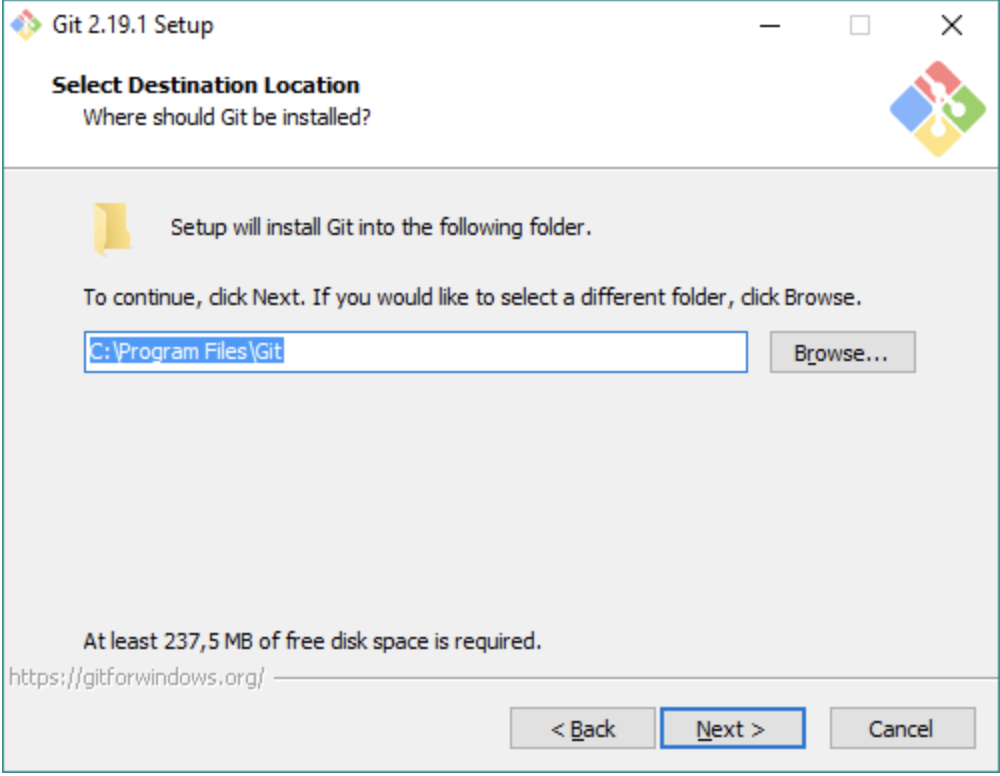 Git 2.19.1 Setup
Select Destination Location
Where should Git be installed?
Setup will install Git into the following folder.
To continue, click Next. If you would like to select a different folder, click Browse.
C:\Program Files\Git
Browse...
At least 237,5 MB of free disk space is required.
https://gitforwindows.org/
< Back
Next >
Cancel